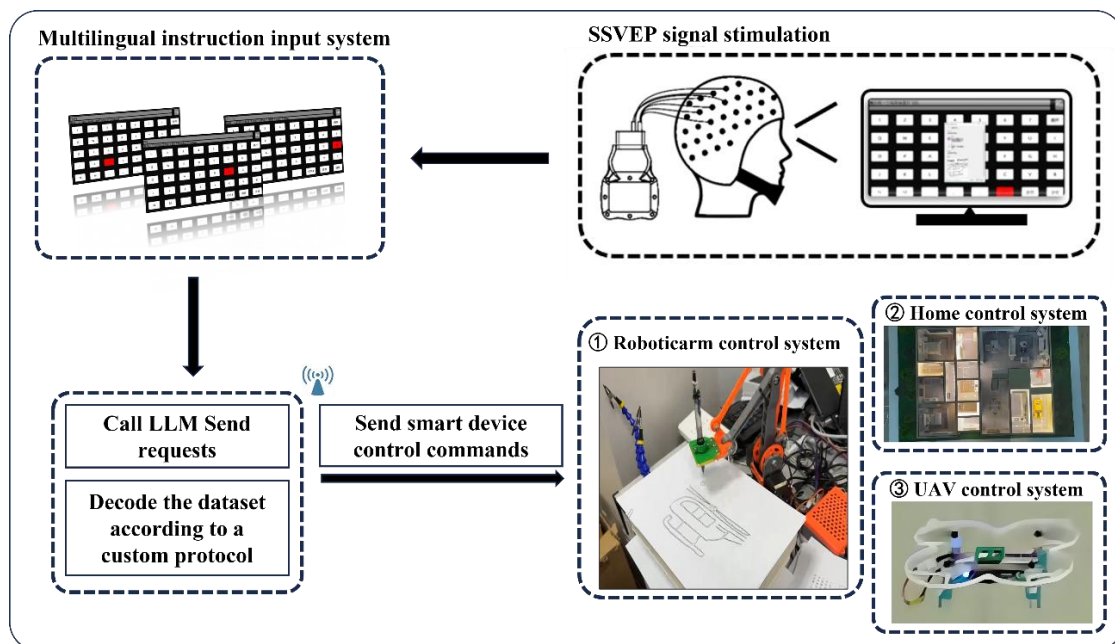 Multilingual instruction input system
SSVEP signal stimulation
Call LLM Send
requests
Decode the dataset
according to a
custom protocol
Send smart device
control commands
① Roboticarm control system
② Home control system
③ UAV control system